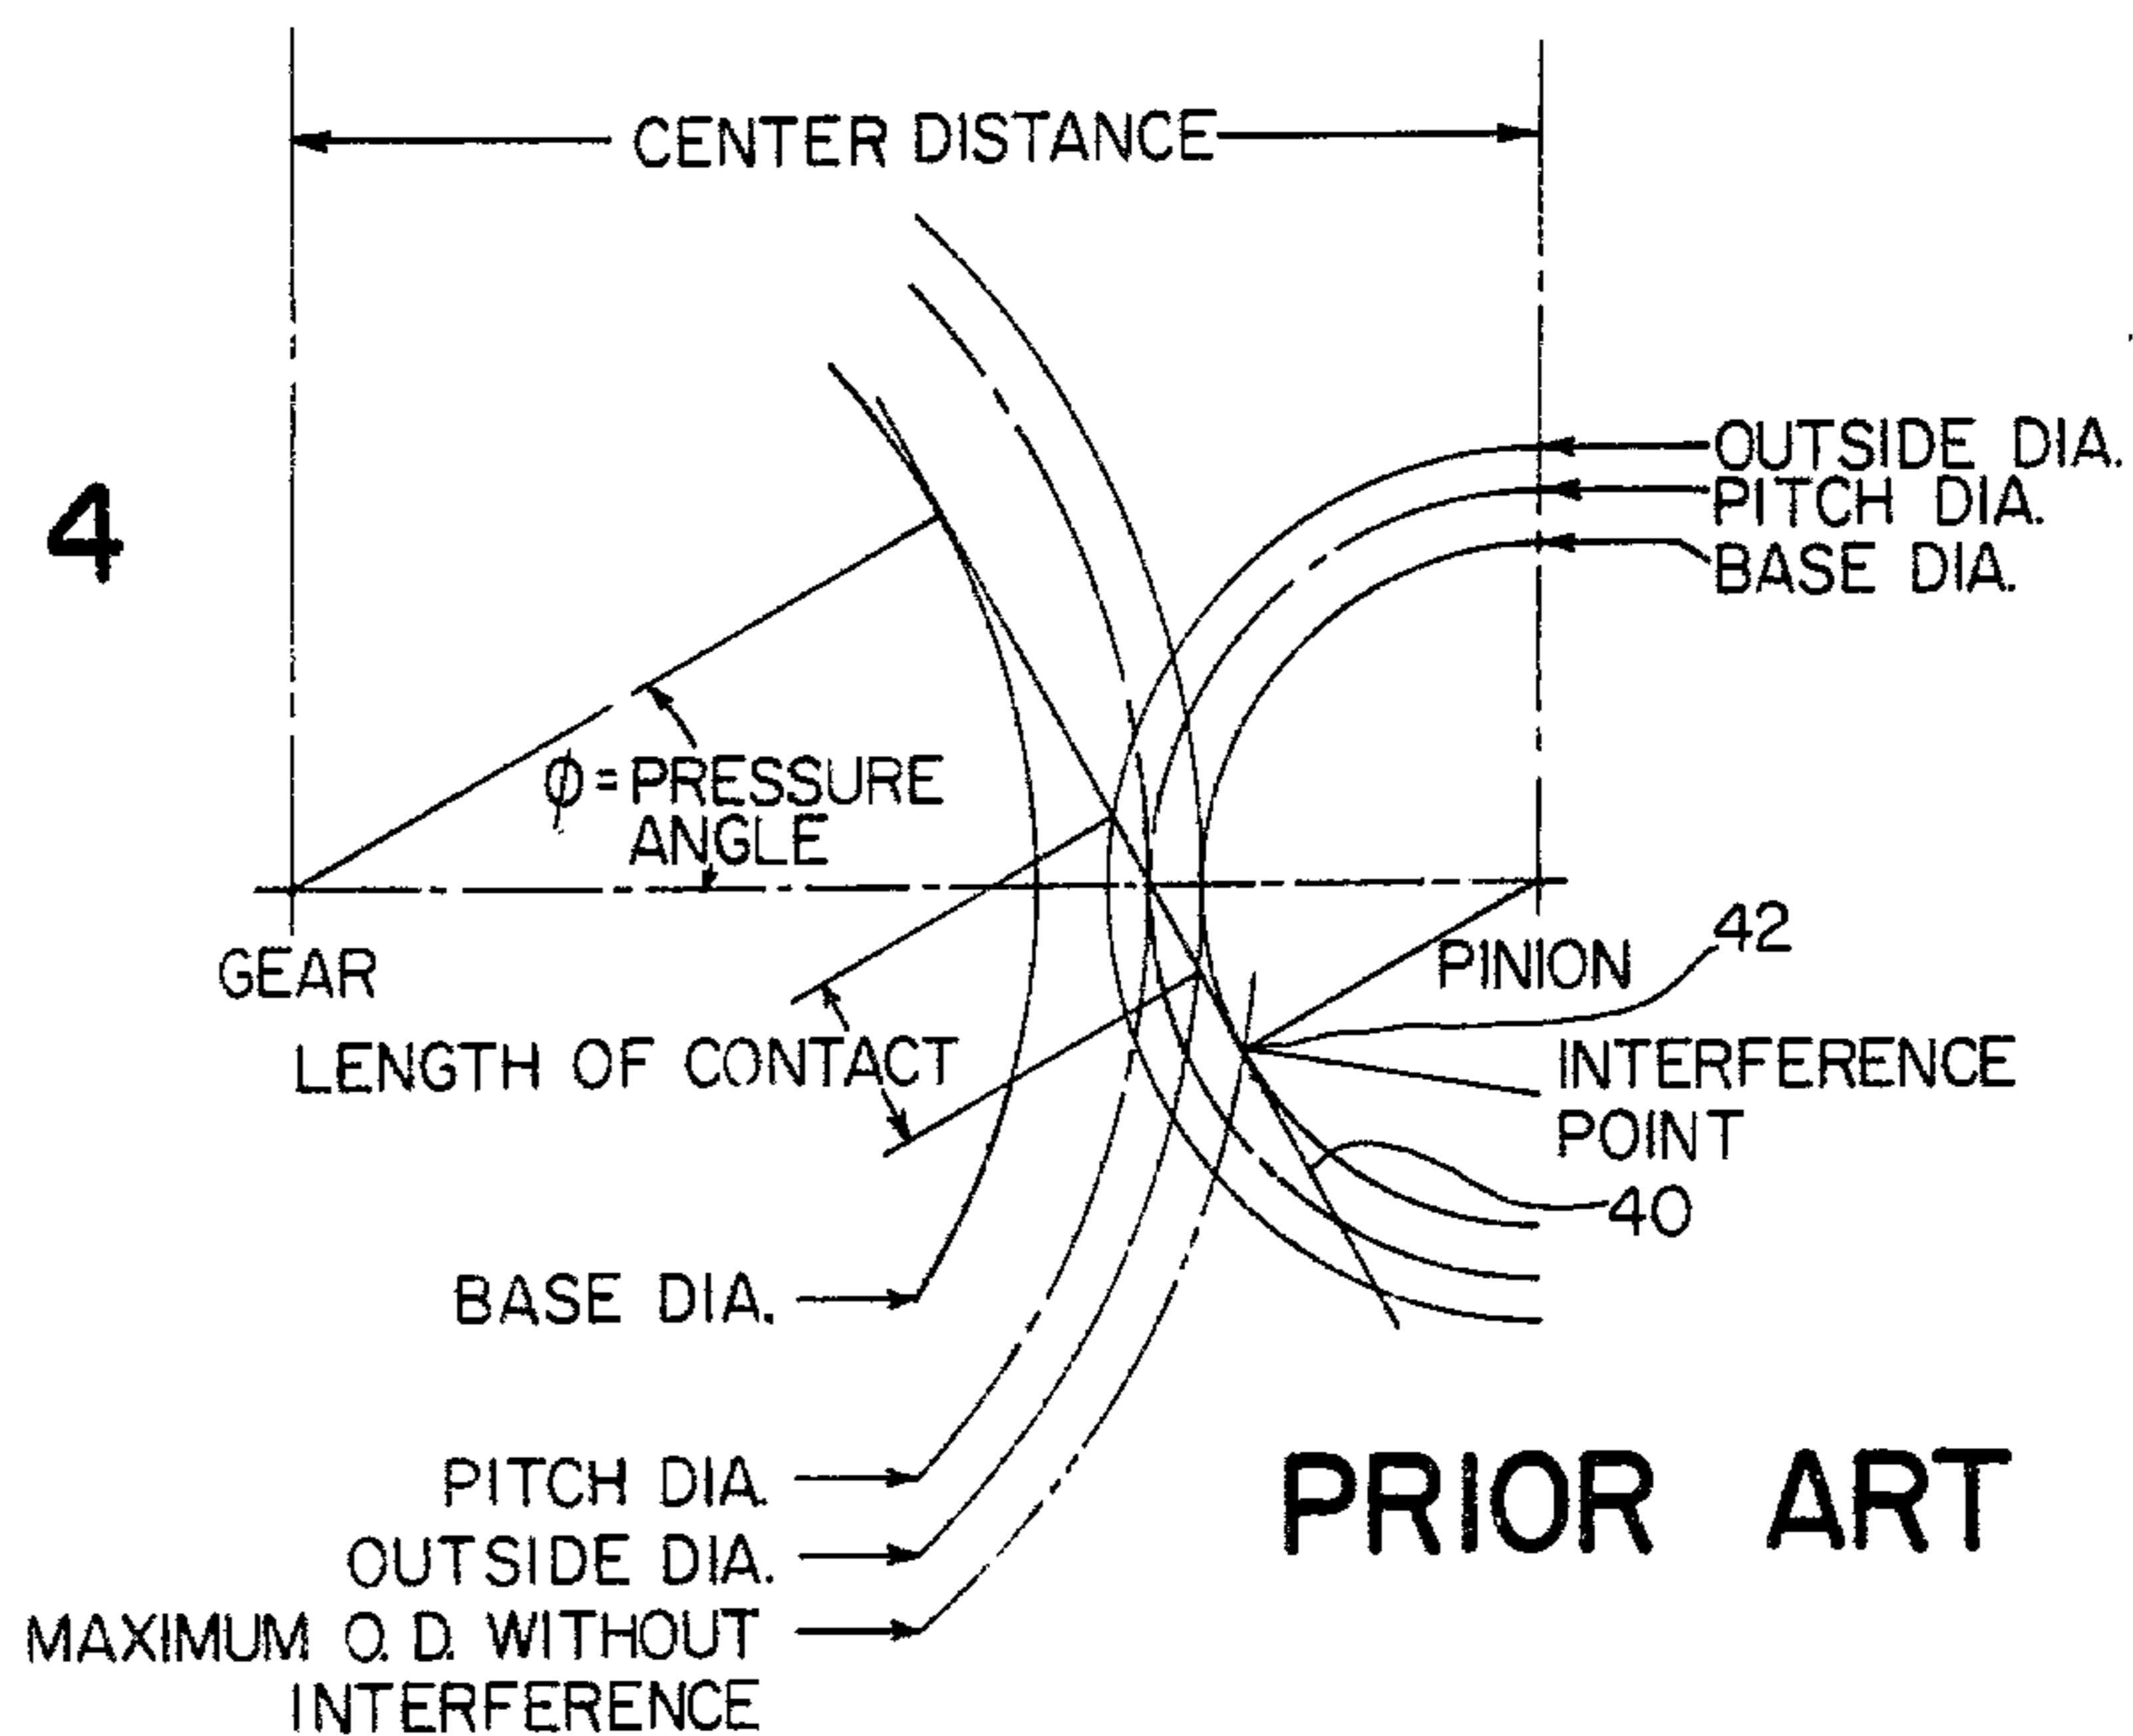 CENTER DISTANCE
4
OUTSIDE DIA.
PITCH DIA.
BASE DIA.
φ=PRESSURE
ANGLE
GEAR
PINION
42
LENGTH OF CONTACT
INTERFERENCE
POINT
40
BASE DIA.
PITCH DIA.
OUTSIDE DIA.
MAXIMUM O.D. WITHOUT
INTERFERENCE
PRIOR ART